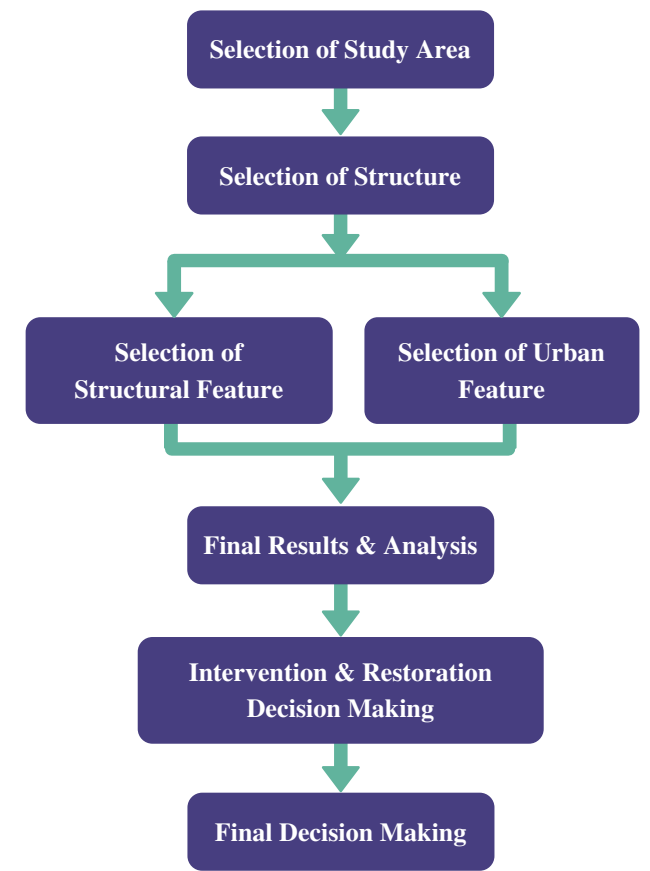 Selection of Study Area
Selection of Structure
Selection of
Structural Feature
Selection of Urban
Feature
Final Results & Analysis
Intervention & Restoration
Decision Making
Final Decision Making